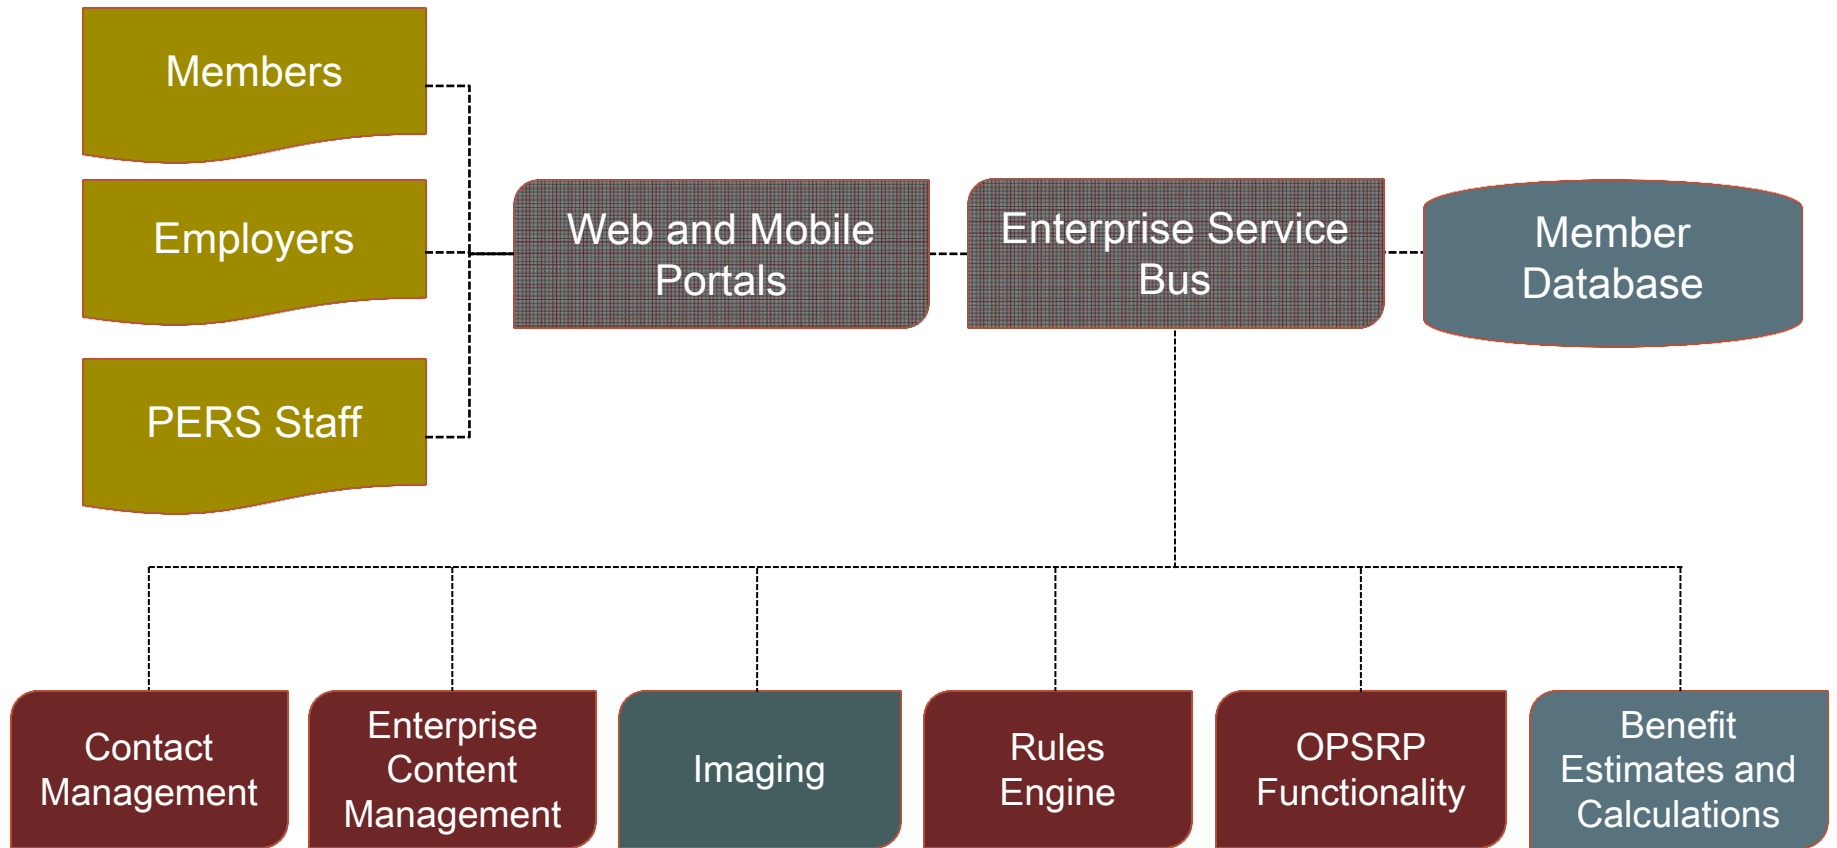 Members
Employers
PERS Staff
Web and Mobile
Portals
Enterprise Service
Bus
Member
Database
Contact
Management
Enterprise
Content
Management
Imaging
Rules
Engine
OPSRP
Functionality
Benefit
Estimates and
Calculations